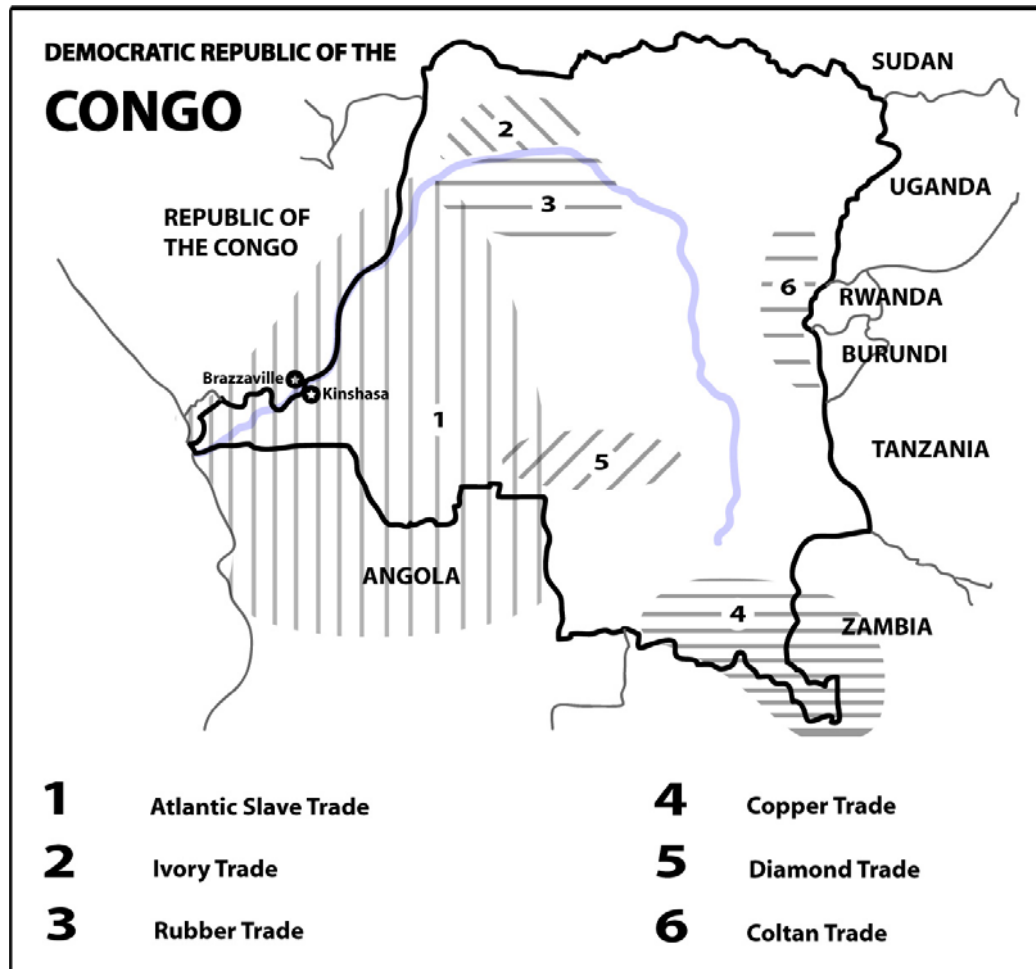 DEMOCRATIC REPUBLIC OF THE
CONGO
SUDAN
2
UGANDA
REPUBLIC OF
THE CONGO
3
6
RWANDA
BURUNDI
Brazzaville
Kinshasa
1
TANZANIA
5
ANGOLA
4
ZAMBIA
1 Atlantic Slave Trade
2 Ivory Trade
3 Rubber Trade
4 Copper Trade
5 Diamond Trade
6 Coltan Trade